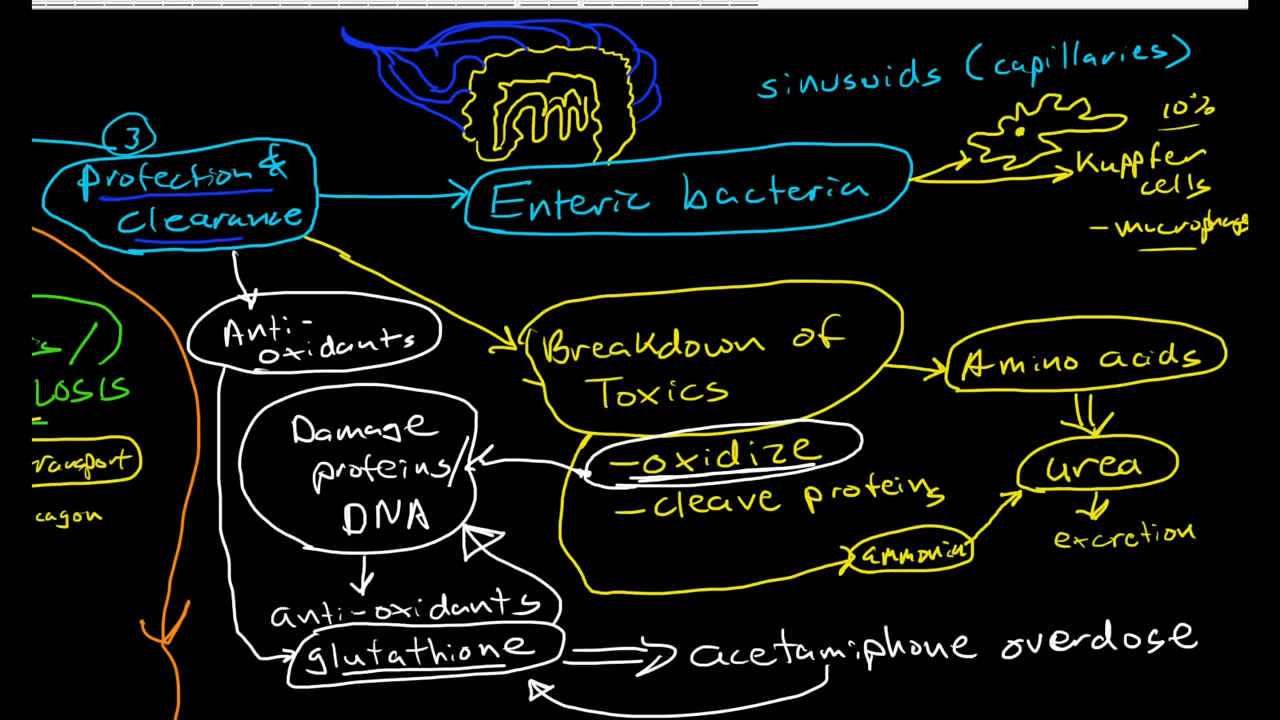 sinusoids (capillaries)
3
protection &
clearance
Enteric bacteria
10%
Kuppfer
cells
- macrophage
Anti-
oxidants
Breakdown of
Toxics
Amino acids
LOSIS
Damage
proteins/
DNA
- oxidize
- cleave proteins
urea
transport
cagon
ammonia
excretion
anti-oxidants
glutathione
acetamiphone overdose